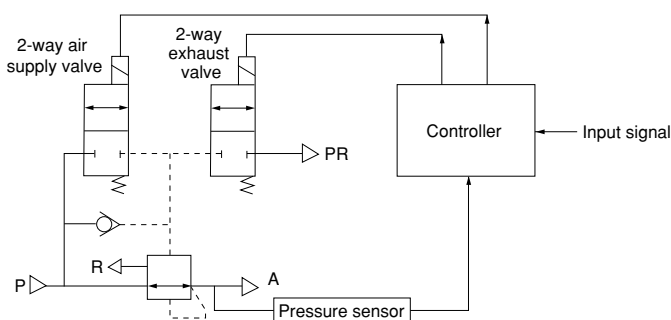 2-way air
supply valve
2-way
exhaust
valve
Controller
Input signal
PR
R
P
A
Pressure sensor